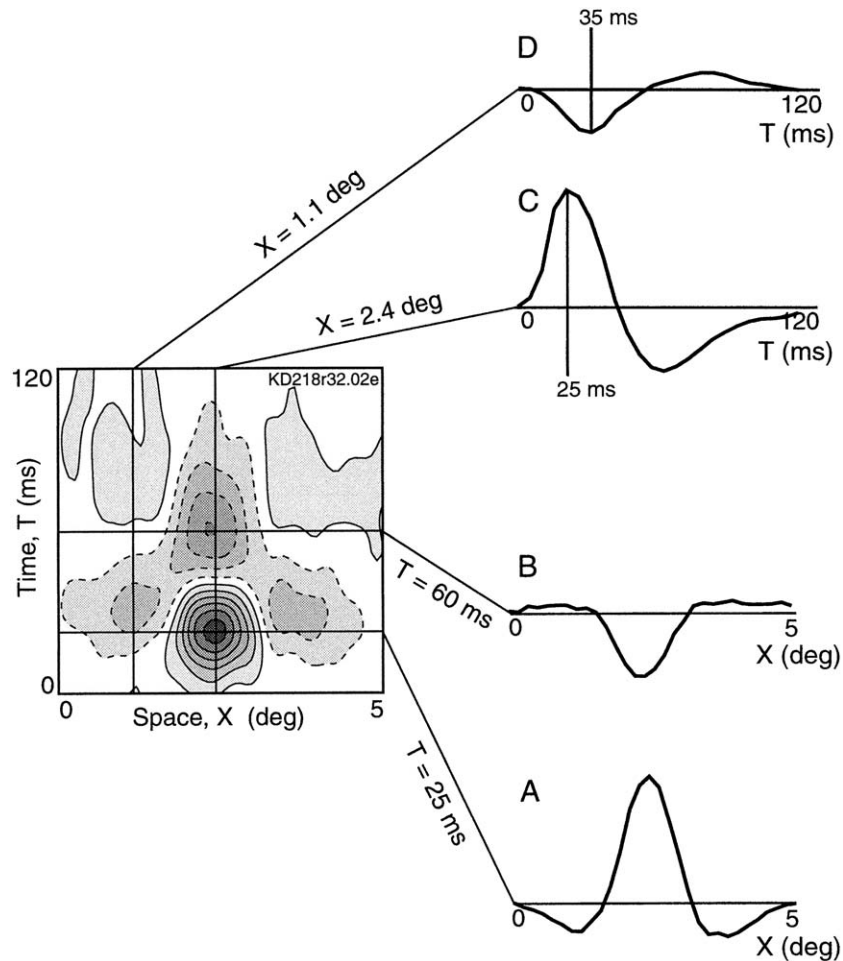 35 ms
D
0
120
T (ms)
X = 1.1 deg
C
X = 2.4 deg
0
120
T (ms)
25 ms
120
KD218r32.02e
Time, T (ms)
0
0
5
Space, X (deg)
T = 60 ms
B
0
5
X (deg)
T = 25 ms
A
0
5
X (deg)